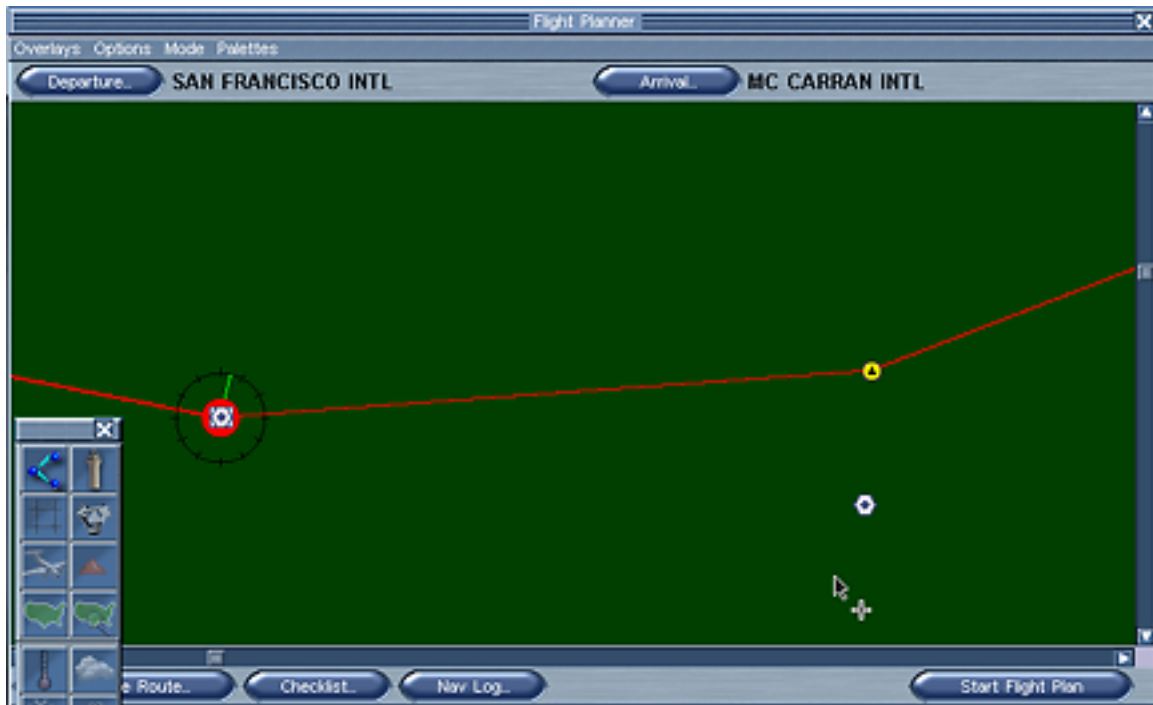 Flight Planner
Overlays Options Mode Palettes
Departure.. SAN FRANCISCO INTL Arrival.. MC CARRAN INTL
e Route.. Checklist.. Nav Log.. Start Flight Plan